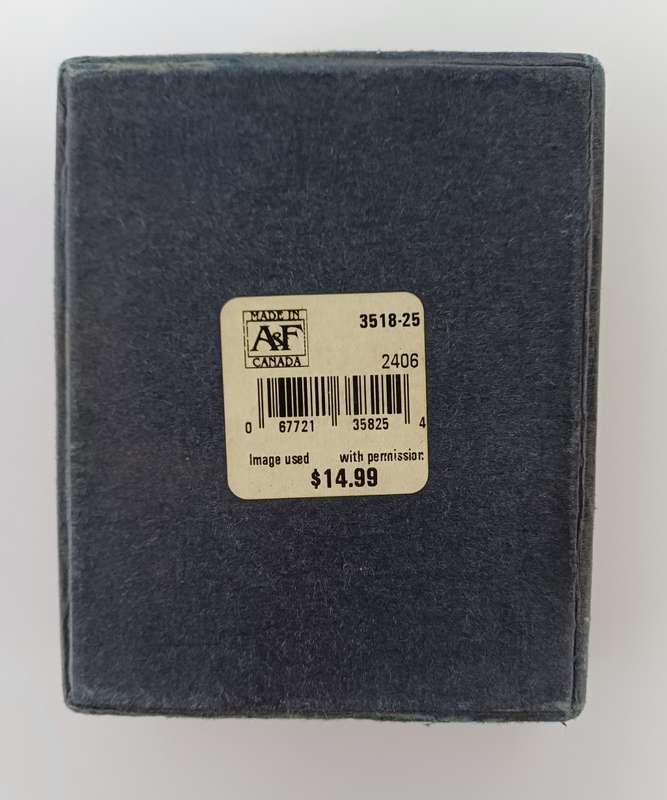 MADE IN
A&F
CANADA
3518-25
2406
0 67721 35825 4
Image used with permission
$14.99